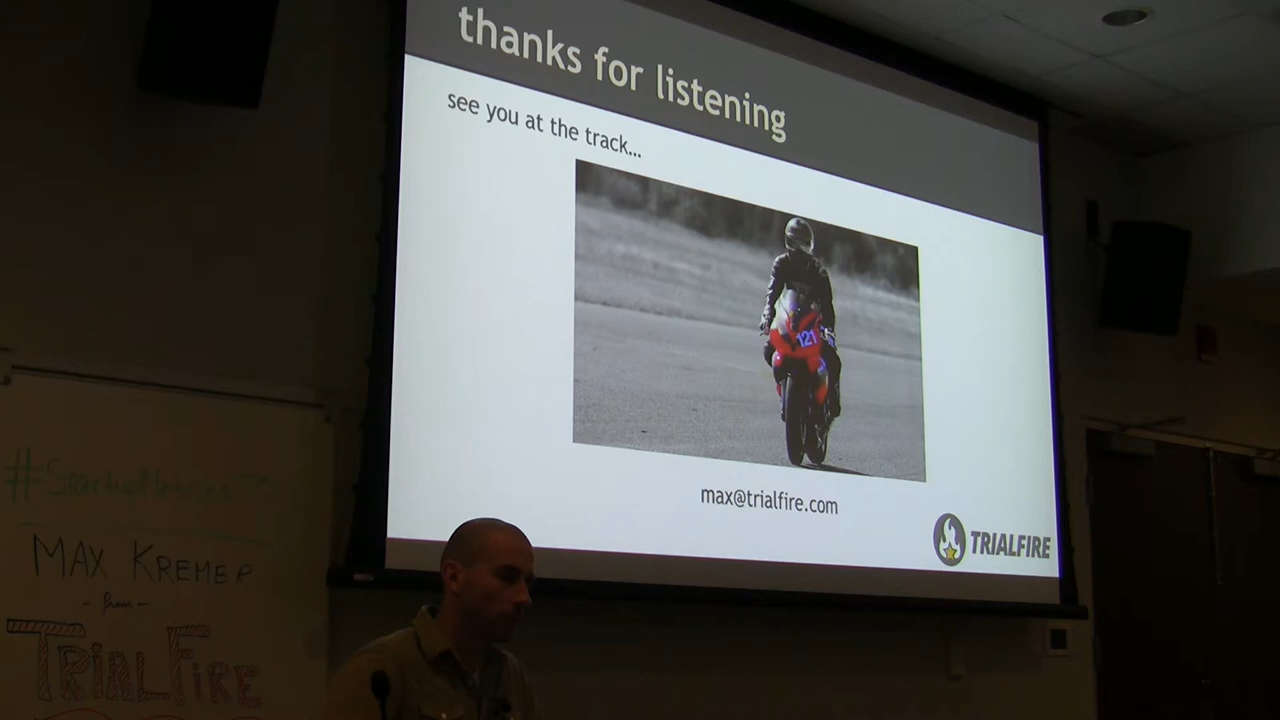 thanks for listening
see you at the track...
121
max@trialfire.com
TRIALFIRE
MAX KREMER
- from -
TRIALFIRE